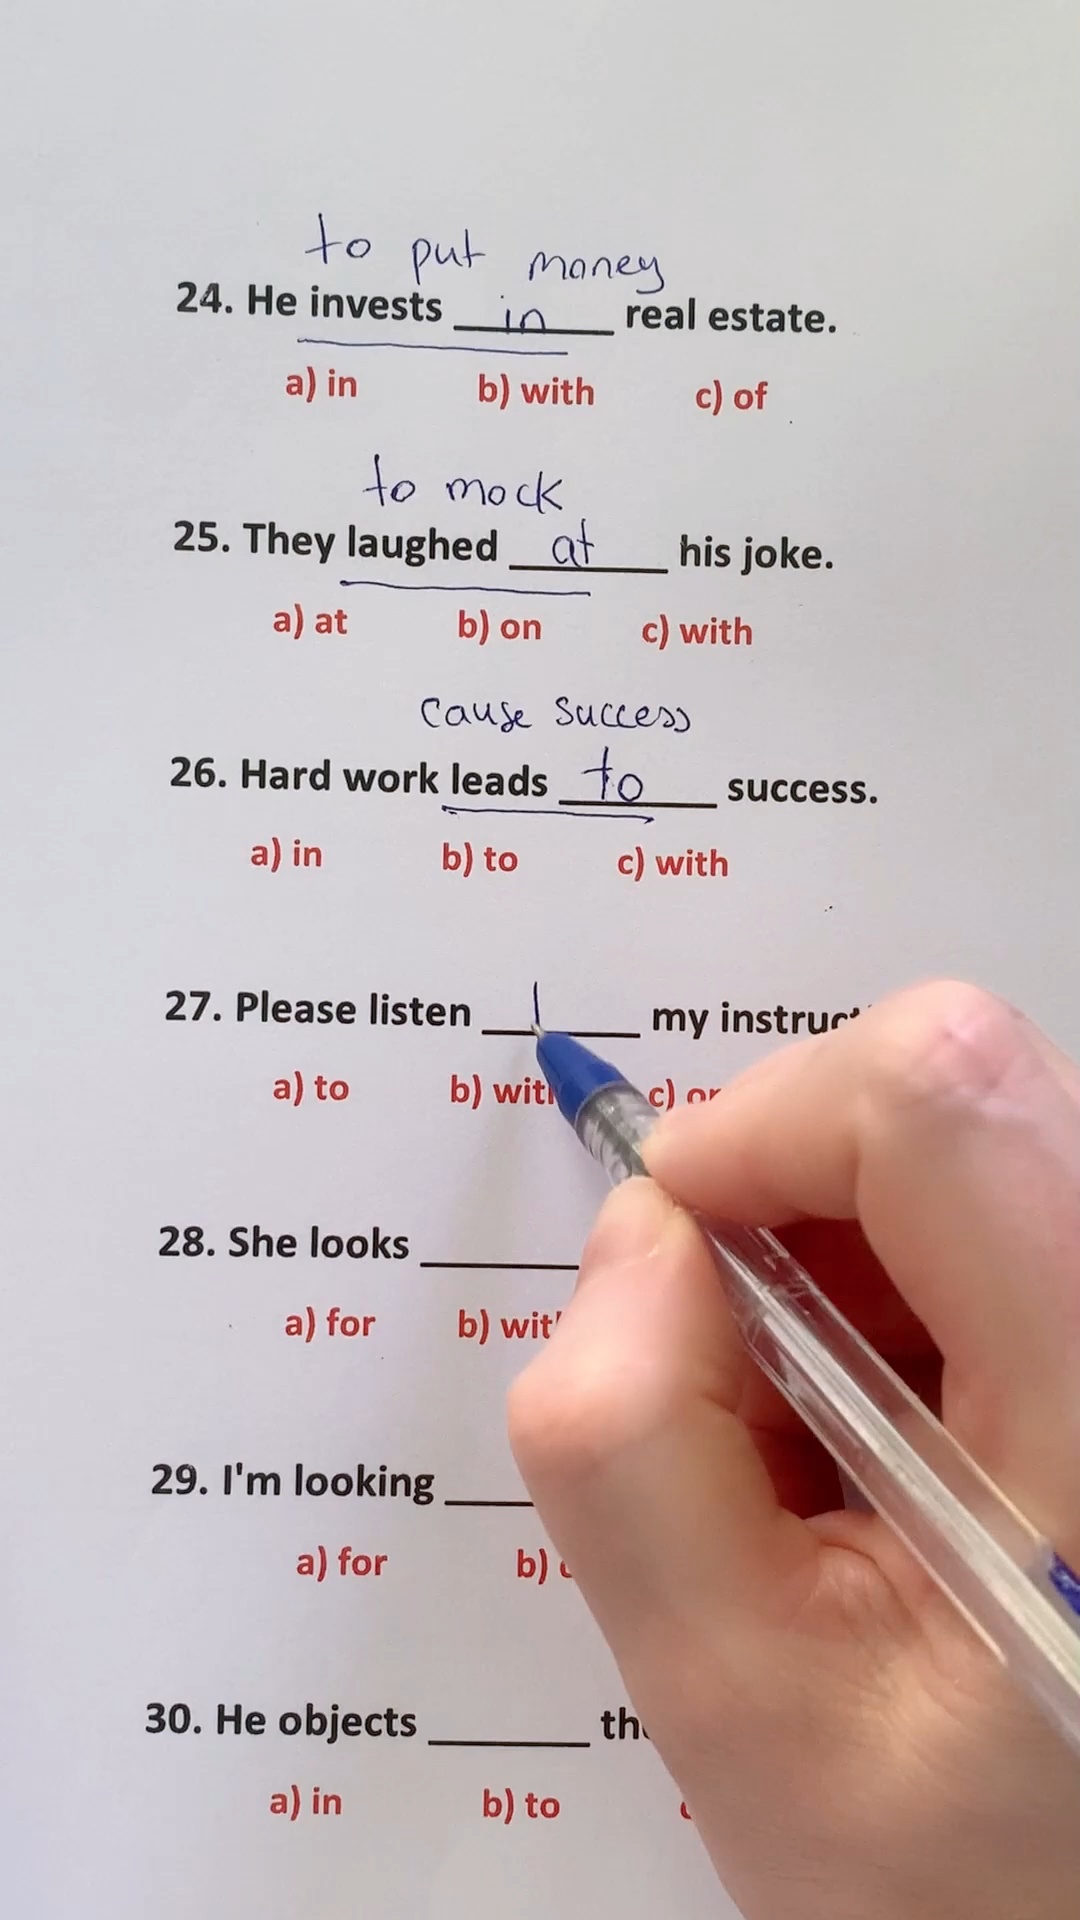 to put money
24. He invests in real estate.
a) in b) with c) of
to mock
25. They laughed at his joke.
a) at b) on c) with
cause success
26. Hard work leads to success.
a) in b) to c) with
27. Please listen my
a) to b) c)
28. She looks
a) for b)
29. I'm looking
a) for b)
30. He objects
a) in b) to